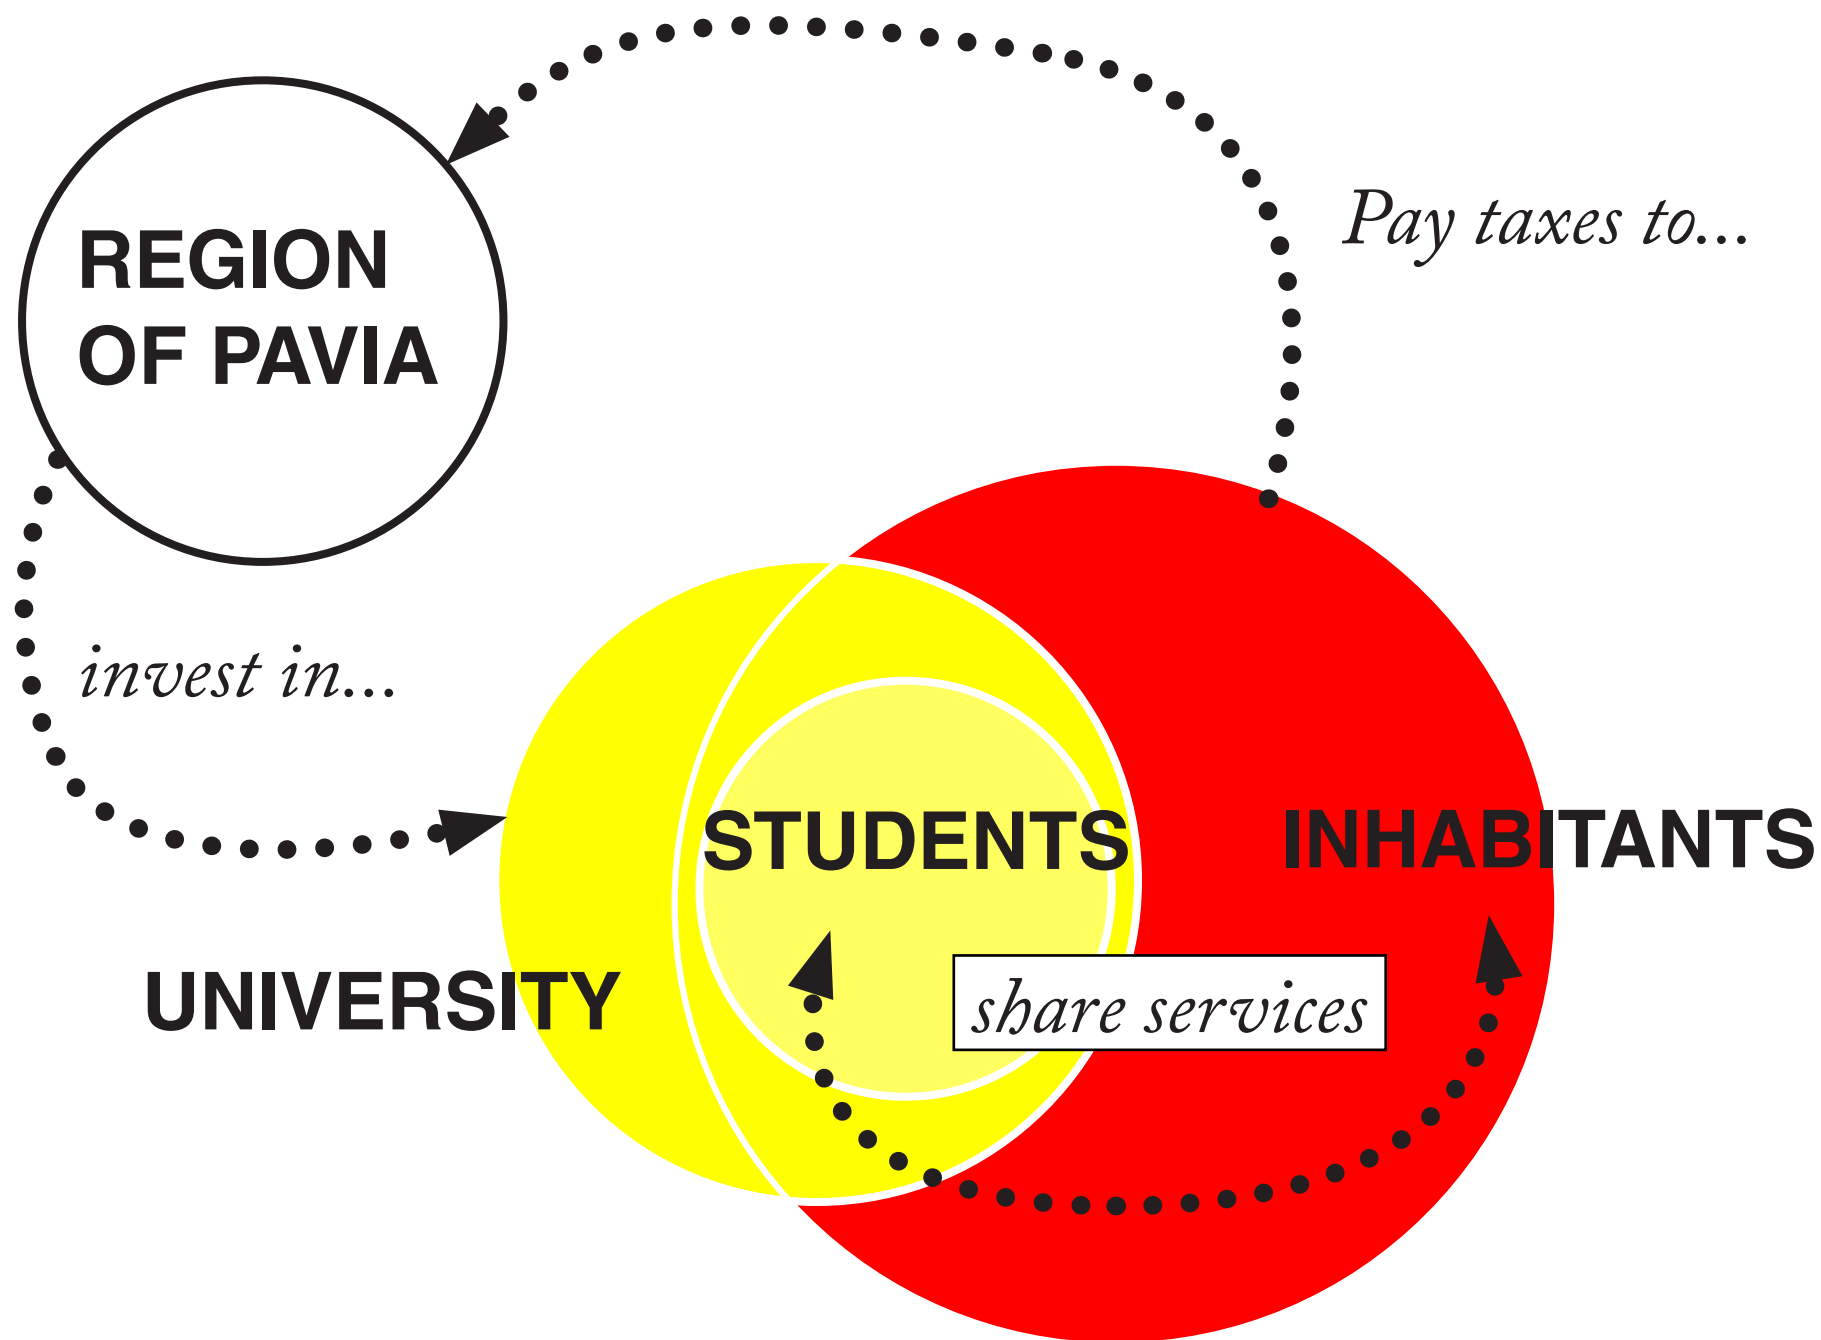 REGION
OF PAVIA
Pay taxes to...
invest in...
STUDENTS
INHABITANTS
UNIVERSITY
share services